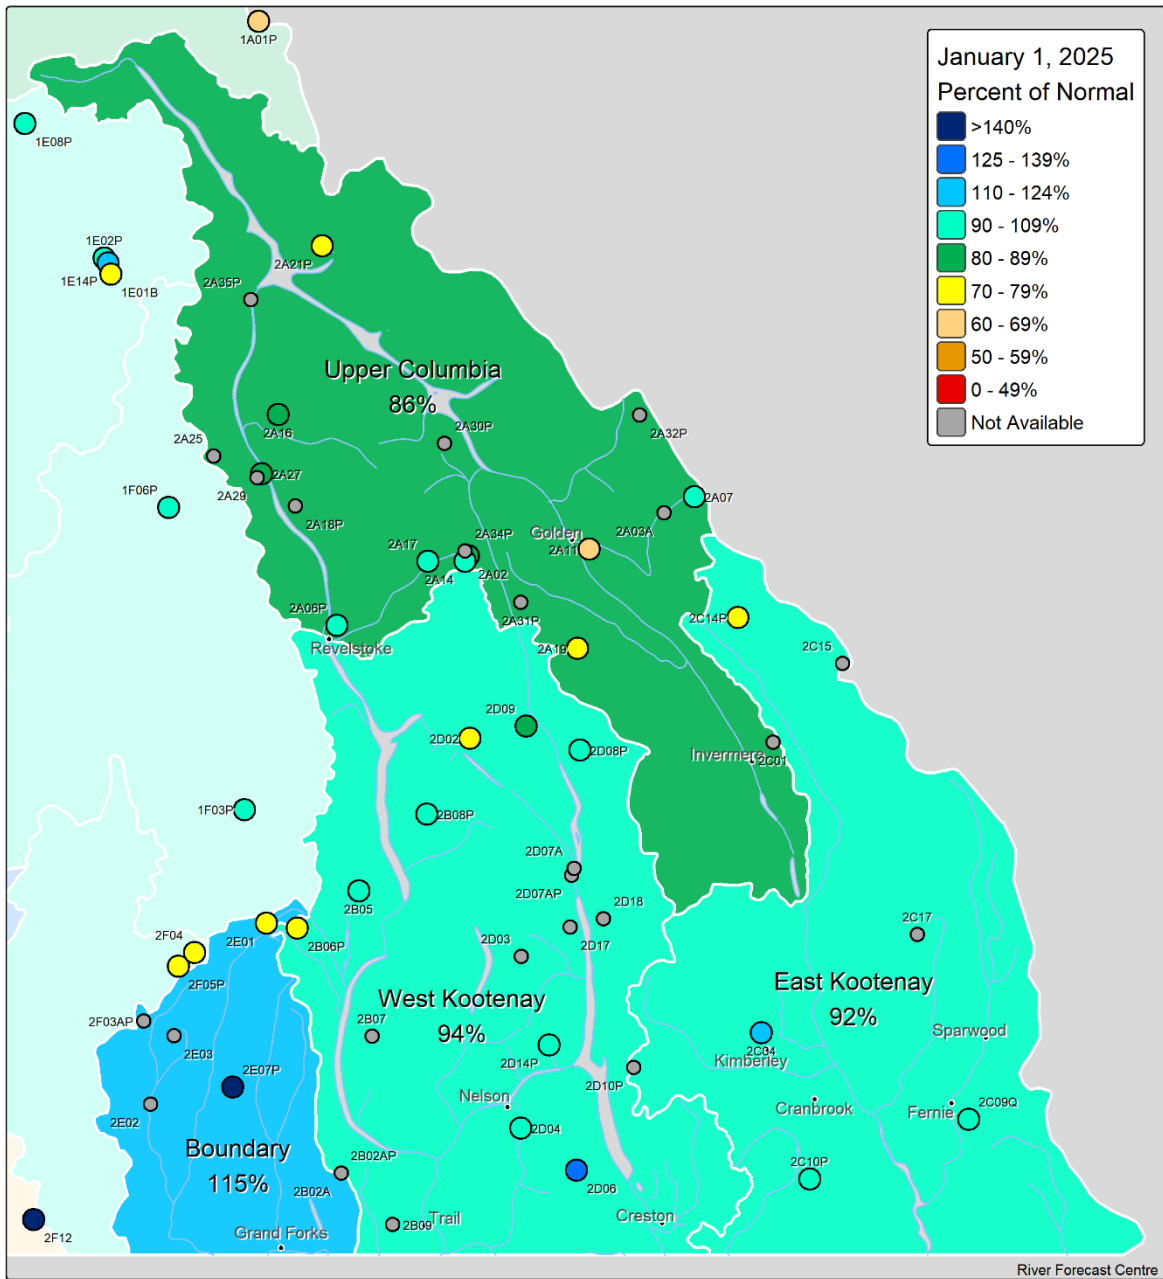 January 1, 2025
Percent of Normal
>140%
125 - 139%
110 - 124%
90 - 109%
80 - 89%
70 - 79%
60 - 69%
50 - 59%
0 - 49%
Not Available
1A01P
1E08P
1E02P
1E14P
1E01B
2A21P
2A35P
Upper Columbia
86%
2A16
2A30P
2A32P
2A25
2A27
2A29
1F06P
2A18P
2A07
2A03A
Golden
2A11
2A34P
2A17
2A14
2A02
2A06P
2A31P
Revelstoke
2A19
2C14P
2C15
2D09
2D02
2D08P
Invermere
2C01
1F03P
2B08P
2D07A
2D07AP
2B05
2D18
2D17
2C17
2E01
2B06P
2F04
2F05P
2D03
East Kootenay
92%
West Kootenay
94%
2F03AP
2E03
2B07
2D14P
2C04
Kimberley
Sparwood
2E07P
2D10P
2E02
Nelson
Cranbrook
Fernie
2C09Q
2D04
Boundary
115%
2B02AP
2B02A
2D06
2C10P
2F12
2B09
Trail
Creston
Grand Forks
River Forecast Centre